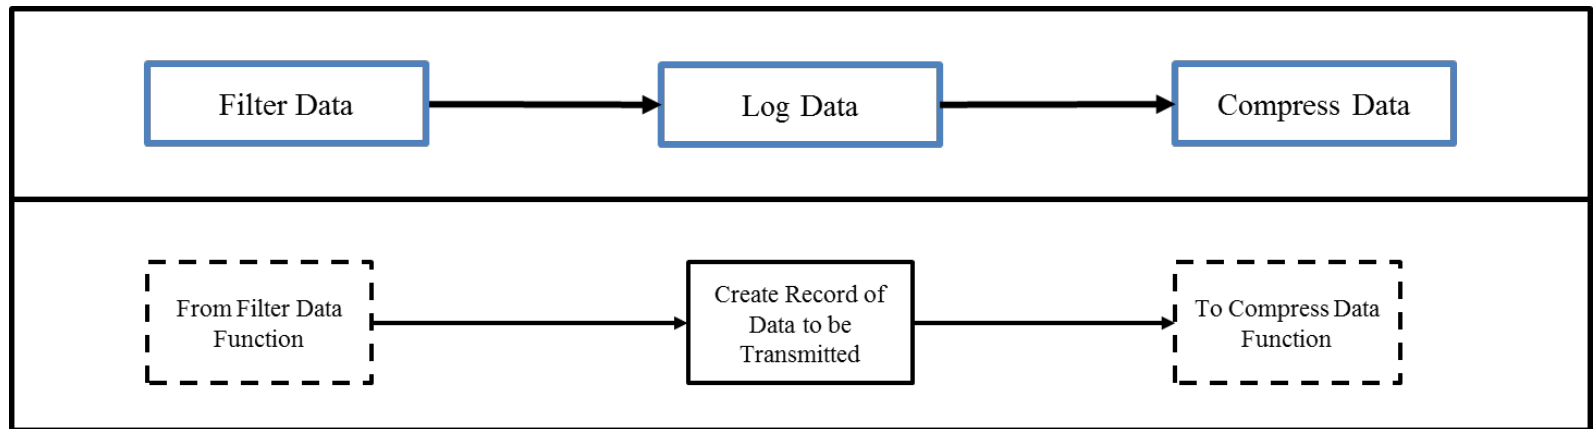 Filter Data
Log Data
Compress Data
From Filter Data
Function
Create Record of
Data to be
Transmitted
To Compress Data
Function